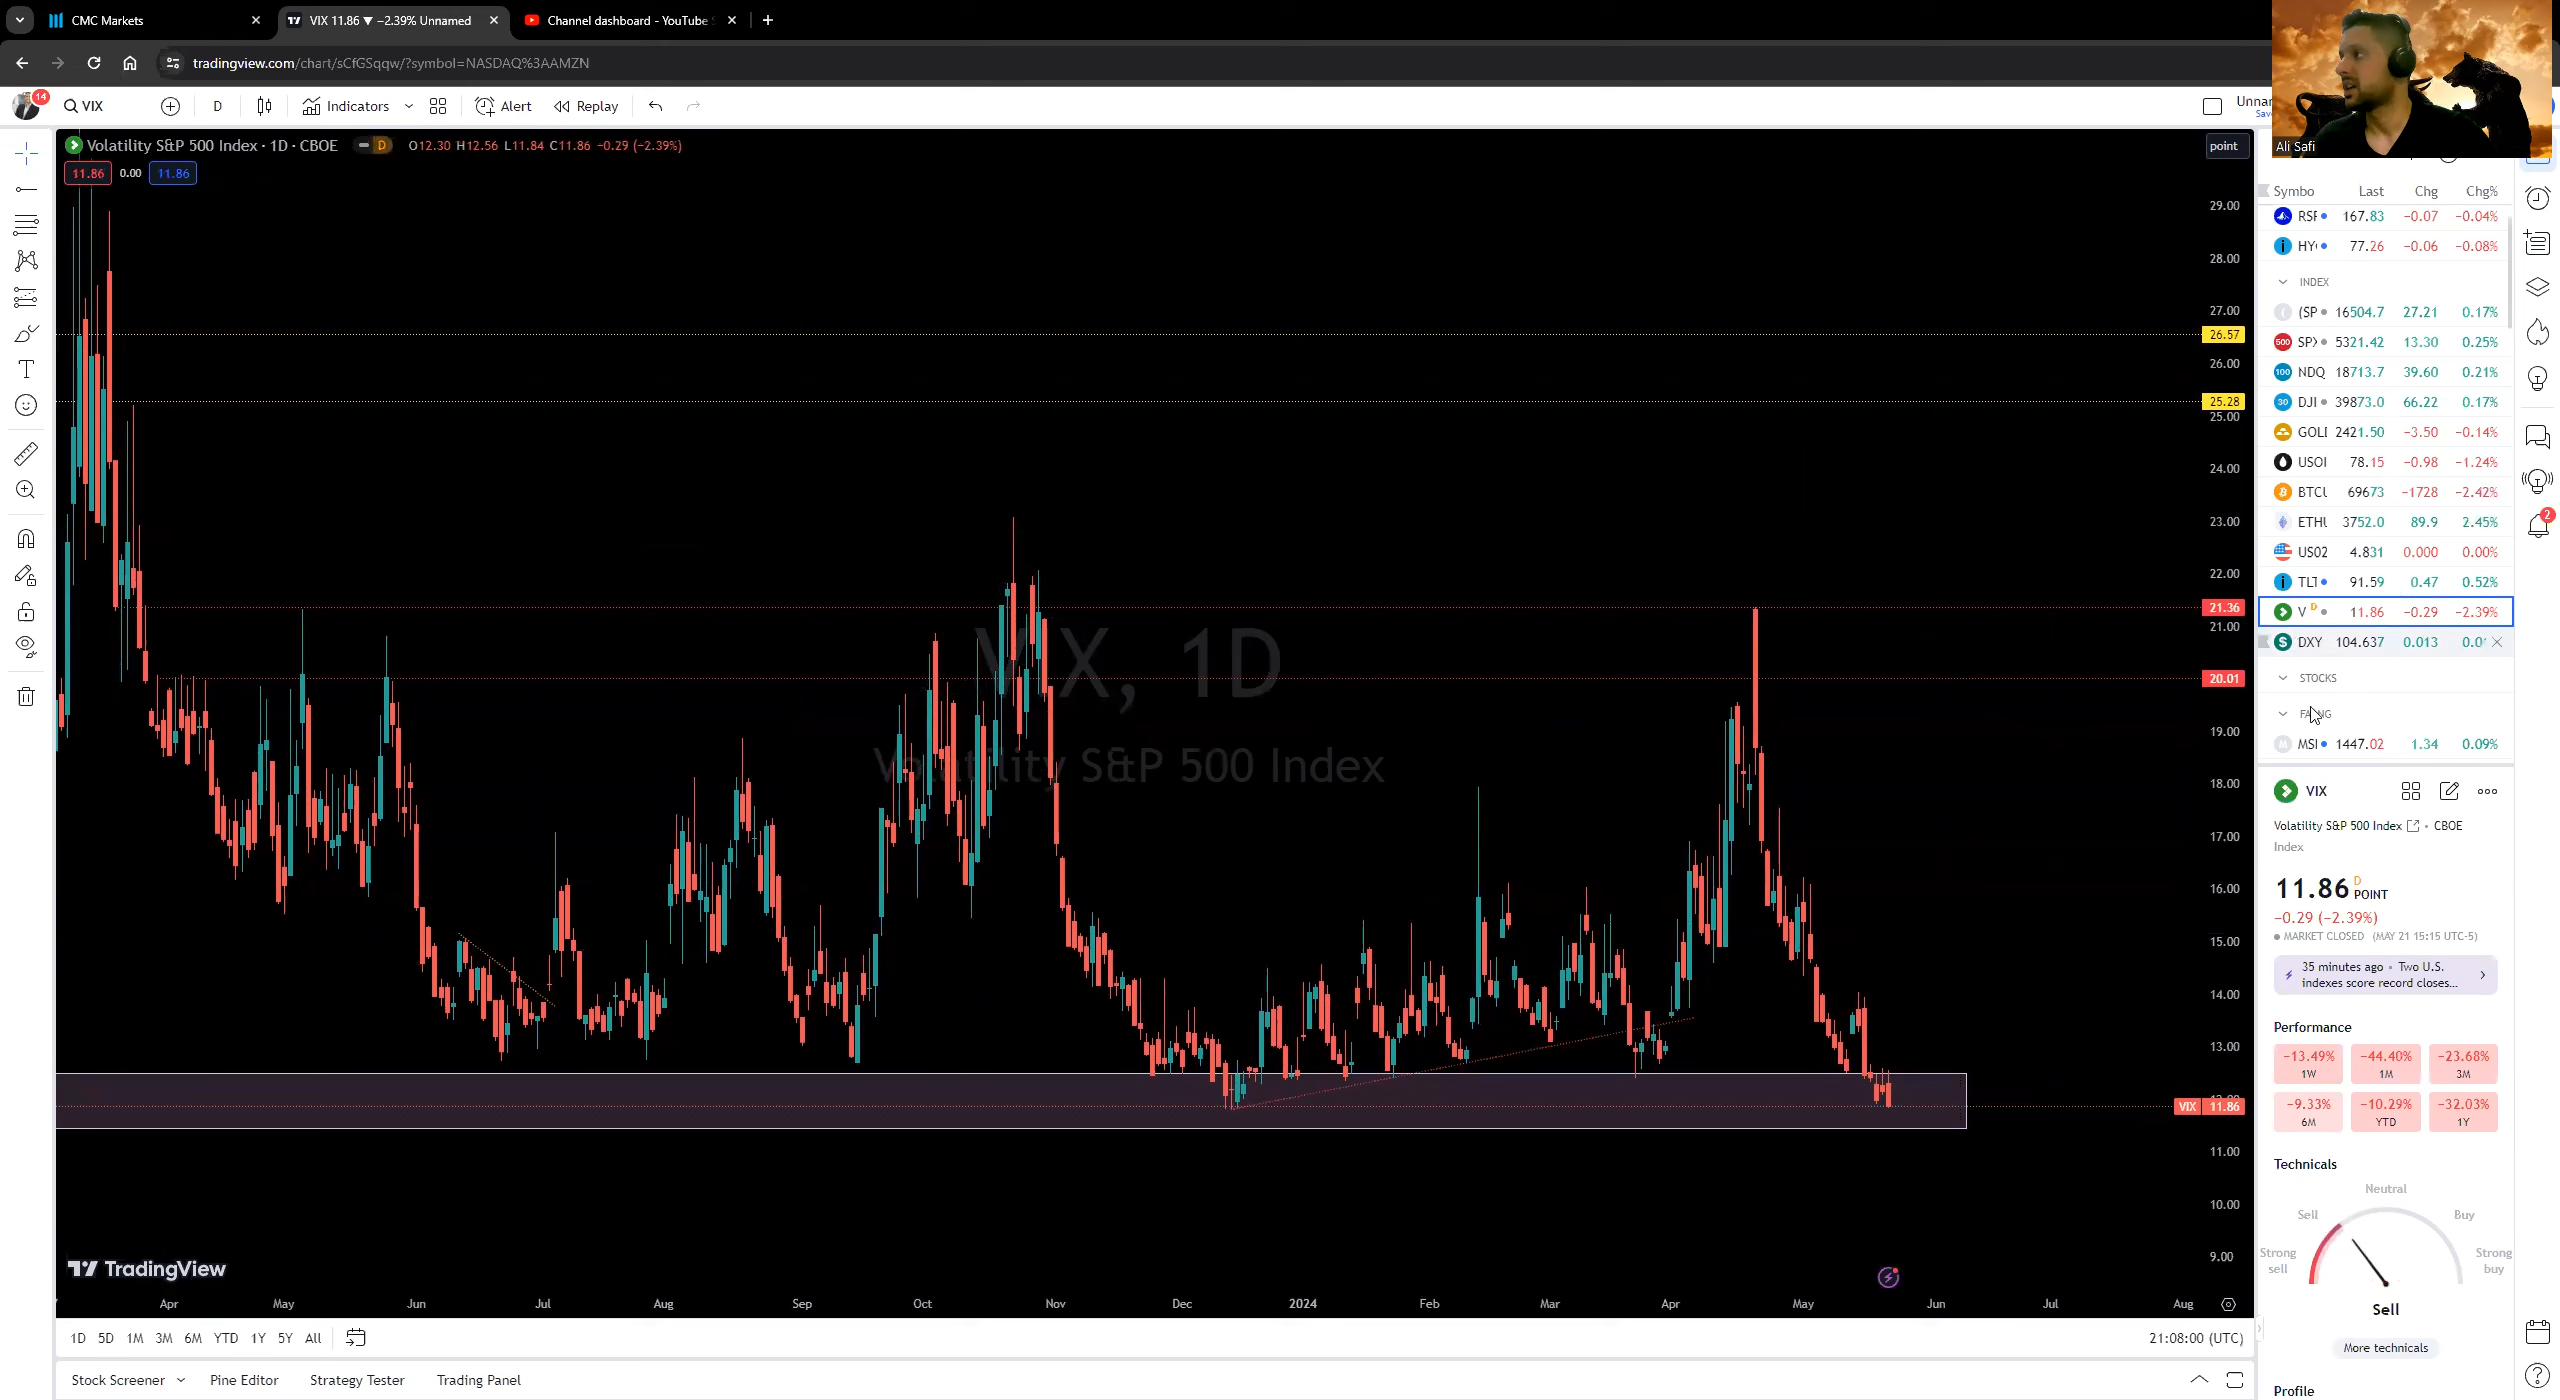 CMC Markets
VIX 11.86 ▼ −2.39% Unnamed
Channel dashboard - YouTube
tradingview.com/chart/sCfGSqqw/?symbol=NASDAQ%3AAMZN
14
VIX
D
Indicators
Alert
Replay
Unnar
Save
Ali Safi
Volatility S&P 500 Index · 1D · CBOE
D
O12.30 H12.56 L11.84 C11.86 −0.29 (−2.39%)
11.86 0.00 11.86
point
29.00
28.00
27.00
26.57
26.00
25.28
25.00
24.00
23.00
22.00
21.36
21.00
20.01
19.00
18.00
17.00
16.00
15.00
14.00
13.00
VIX 11.86
11.00
10.00
9.00
VIX, 1D
Volatility S&P 500 Index
TradingView
Apr May Jun Jul Aug Sep Oct Nov Dec 2024 Feb Mar Apr May Jun Jul Aug
1D 5D 1M 3M 6M YTD 1Y 5Y All
21:08:00 (UTC)
Stock Screener Pine Editor Strategy Tester Trading Panel
Symbo Last Chg Chg%
RSF 167.83 −0.07 −0.04%
HY 77.26 −0.06 −0.08%
INDEX
(SP 16504.7 27.21 0.17%
500 SPX 5321.42 13.30 0.25%
100 NDQ 18713.7 39.60 0.21%
30 DJI 39873.0 66.22 0.17%
GOL 2421.50 −3.50 −0.14%
USOI 78.15 −0.98 −1.24%
BTCU 69673 −1728 −2.42%
ETHU 3752.0 89.9 2.45%
US02 4.831 0.000 0.00%
TLT 91.59 0.47 0.52%
V D 11.86 −0.29 −2.39%
DXY 104.637 0.013 0.0
STOCKS
MSI 1447.02 1.34 0.09%
2
VIX
Volatility S&P 500 Index • CBOE
Index
11.86 D POINT
−0.29 (−2.39%)
MARKET CLOSED (MAY 21 15:15 UTC-5)
35 minutes ago • Two U.S.
indexes score record closes...
Performance
−13.49% −44.40% −23.68%
1W 1M 3M
−9.33% −10.29% −32.03%
6M YTD 1Y
Technicals
Neutral
Sell Buy
Strong sell Strong buy
Sell
More technicals
Profile